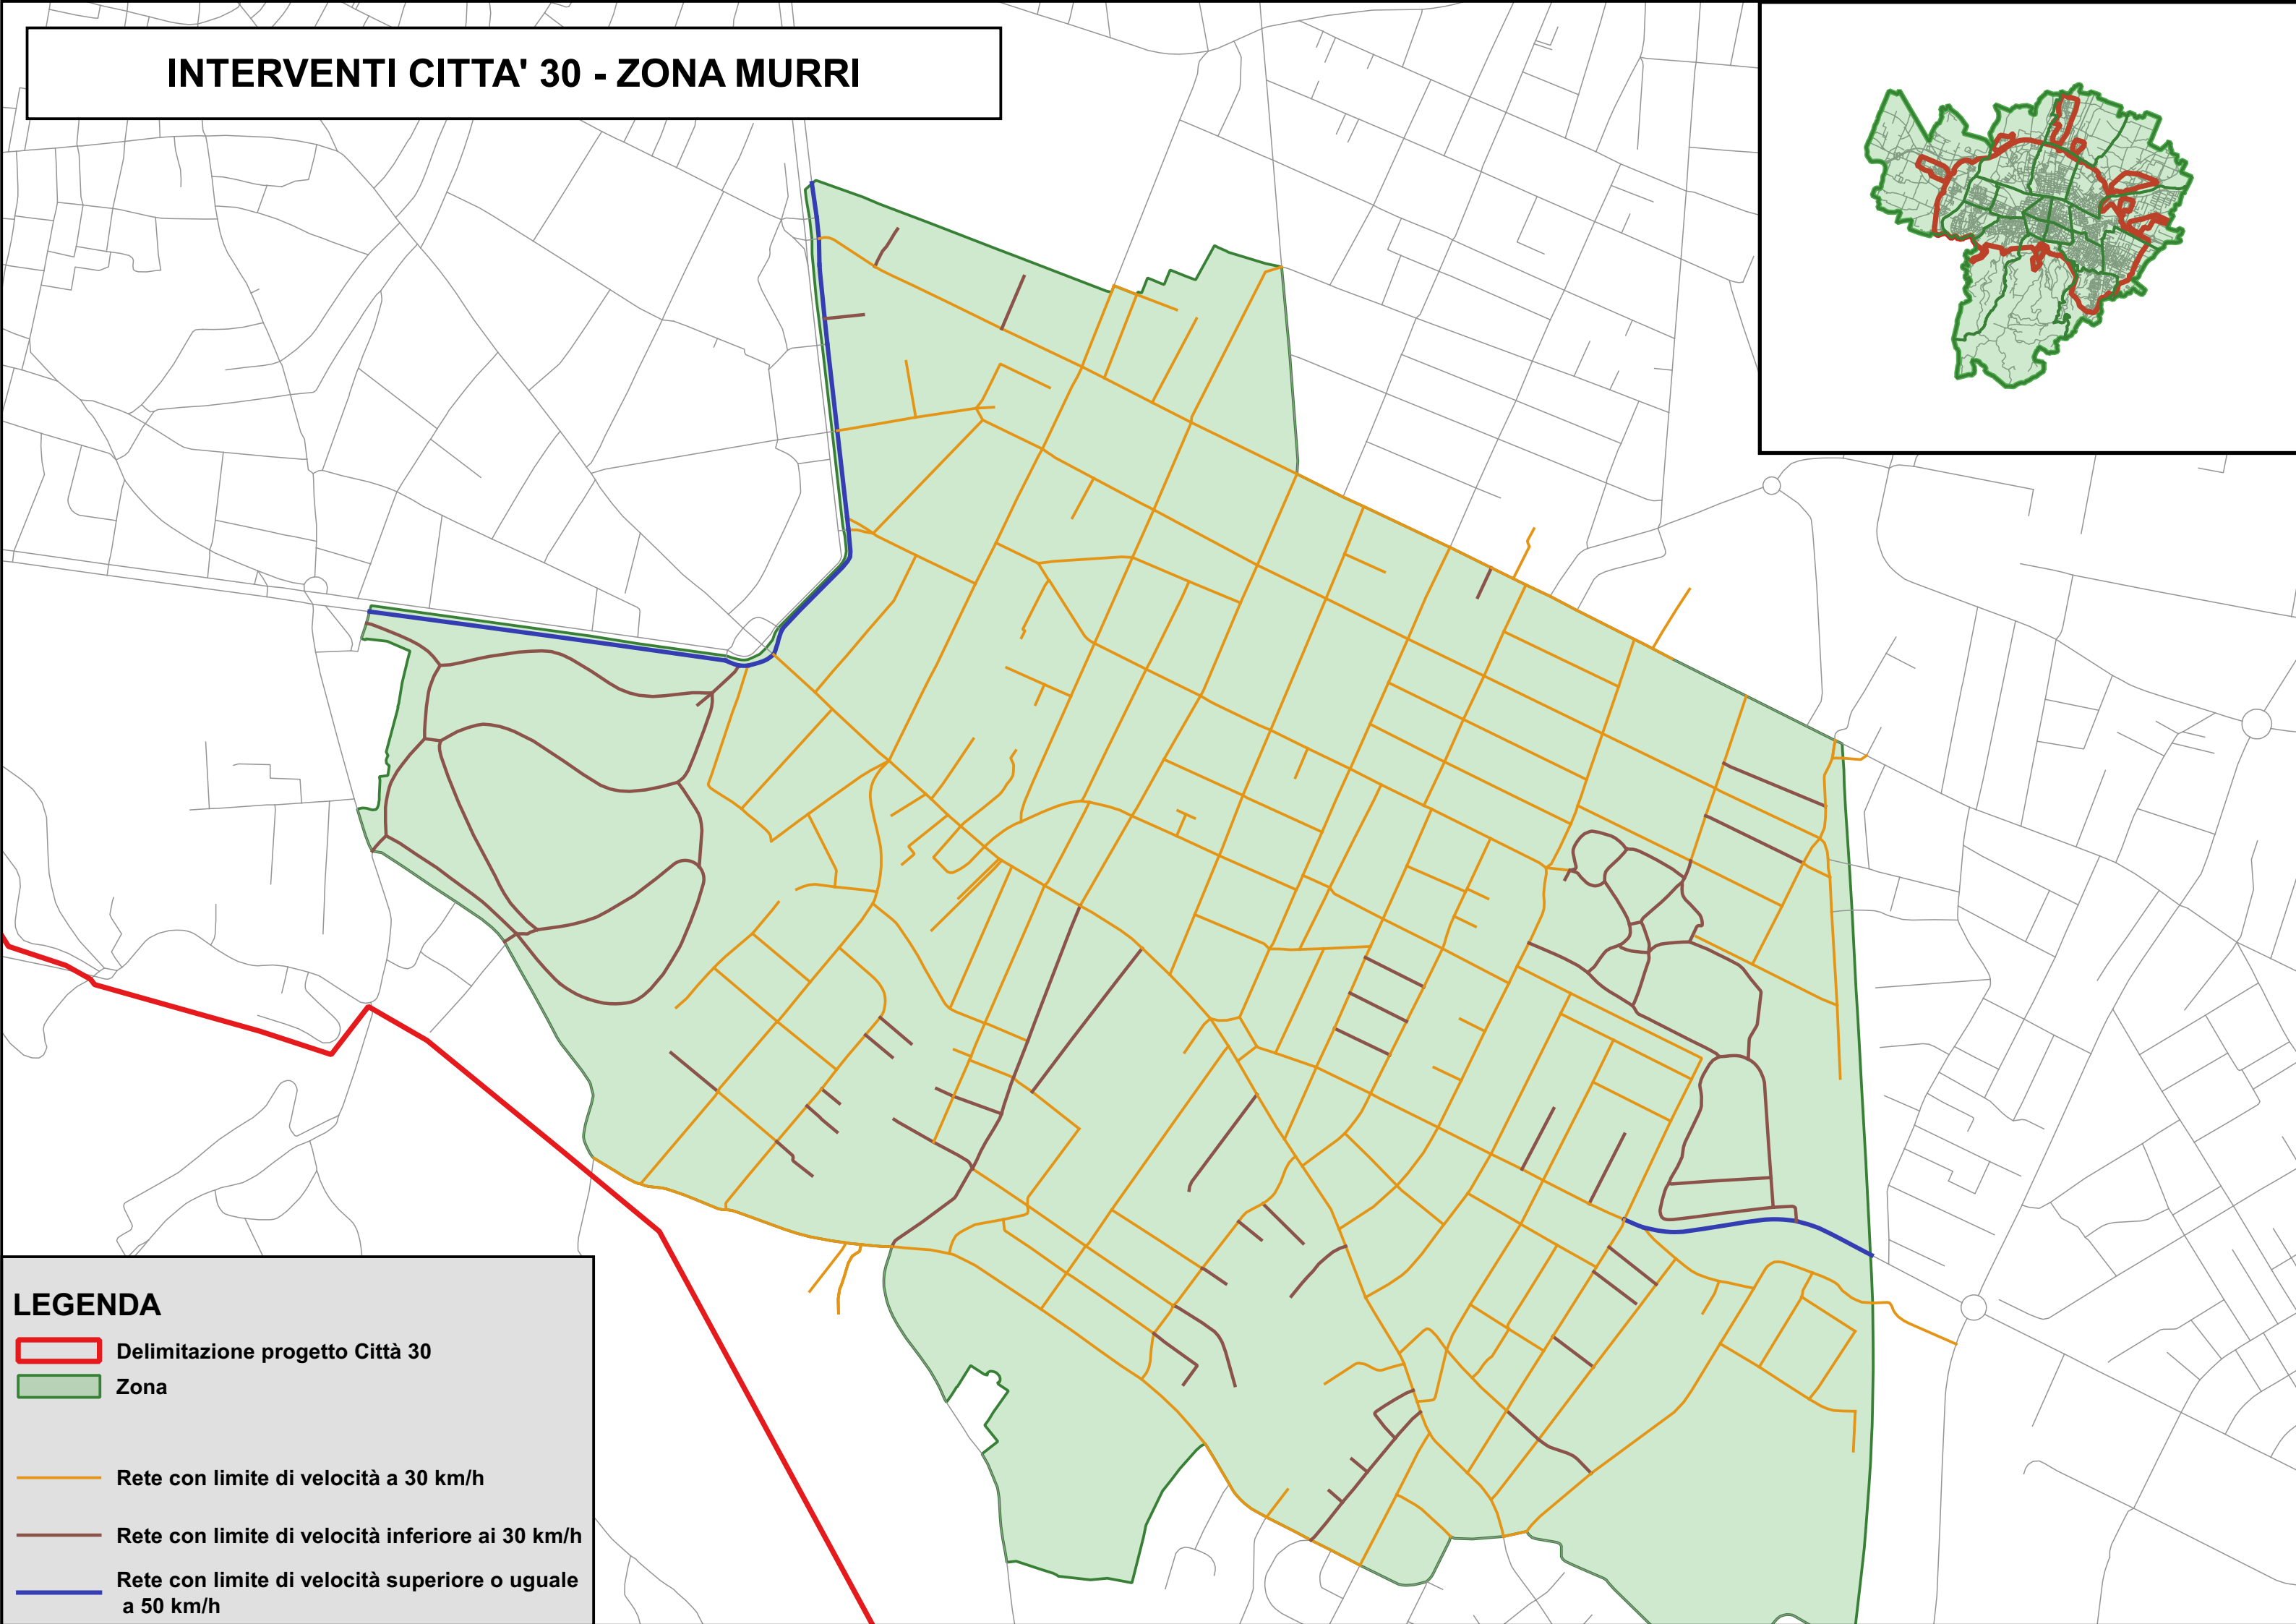 INTERVENTI CITTA' 30 - ZONA MURRI
LEGENDA
Delimitazione progetto Città 30
Zona
Rete con limite di velocità a 30 km/h
Rete con limite di velocità inferiore ai 30 km/h
Rete con limite di velocità superiore o uguale
a 50 km/h